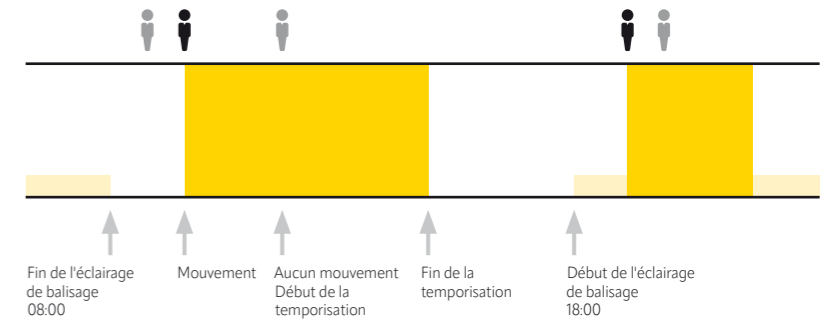 Fin de l'éclairage
de balisage
08:00
Mouvement
Aucun mouvement
Début de la
temporisation
Fin de la
temporisation
Début de l'éclairage
de balisage
18:00